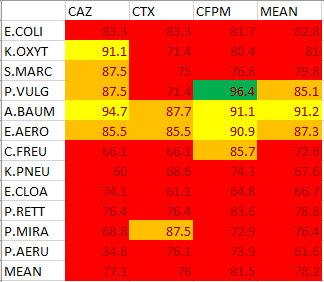 CAZ CTX CFPM MEAN
E.COLI 83.3 83.3 81.7 82.8
K.OXYT 91.1 71.4 80.4 81
S.MARC 87.5 75 76.8 79.8
P.VULG 87.5 71.4 96.4 85.1
A.BAUM 94.7 87.7 91.1 91.2
E.AERO 85.5 85.5 90.9 87.3
C.FREU 66.1 66.1 85.7 72.6
K.PNEU 60 68.6 74.3 67.6
E.CLOA 74.1 61.1 64.8 66.7
P.RETT 76.4 76.4 83.6 78.8
P.MIRA 68.8 87.5 72.9 76.4
P.AERU 34.8 76.1 73.9 61.6
MEAN 77.1 76 81.5 78.2